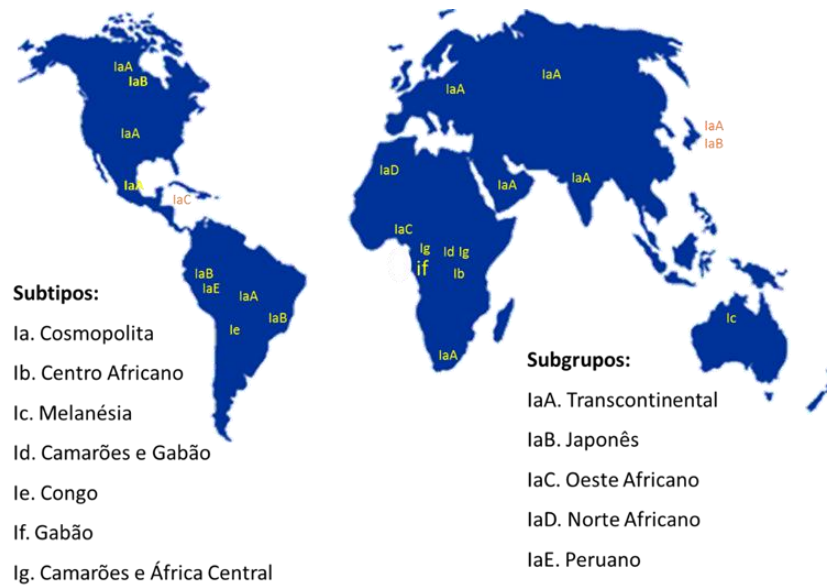 IaA
IaB
IaA
IaA
IaC
IaA
IaA
IaA
IaB
IaD
IaA
IaA
IaC
Ig
Id Ig
if
Ib
IaB
IaE
IaA
IaB
Ie
IaA
Ic
Subtipos:
Ia. Cosmopolita
Ib. Centro Africano
Ic. Melanésia
Id. Camarões e Gabão
Ie. Congo
If. Gabão
Ig. Camarões e África Central
Subgrupos:
IaA. Transcontinental
IaB. Japonês
IaC. Oeste Africano
IaD. Norte Africano
IaE. Peruano